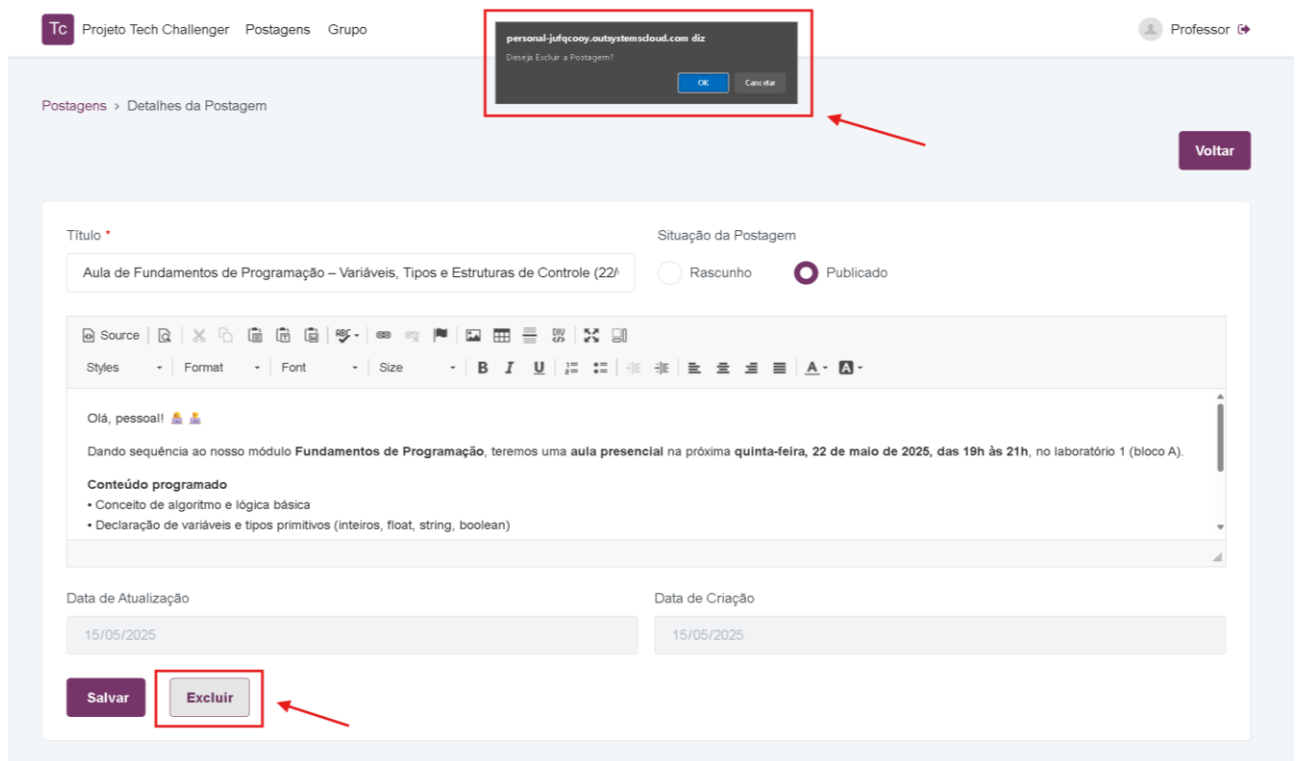 Tc Projeto Tech Challenger Postagens Grupo
personal-jufqcooy.outsystemscloud.com diz
Deseja Excluir a Postagem?
OK Cancelar
Professor
Postagens > Detalhes da Postagem
Voltar
Título *
Situação da Postagem
Aula de Fundamentos de Programação – Variáveis, Tipos e Estruturas de Controle (22/
Rascunho Publicado
Source
Styles Format Font Size B I U A A
Olá, pessoal!
Dando sequência ao nosso módulo Fundamentos de Programação, teremos uma aula presencial na próxima quinta-feira, 22 de maio de 2025, das 19h às 21h, no laboratório 1 (bloco A).
Conteúdo programado
• Conceito de algoritmo e lógica básica
• Declaração de variáveis e tipos primitivos (inteiros, float, string, boolean)
Data de Atualização
Data de Criação
15/05/2025
15/05/2025
Salvar Excluir